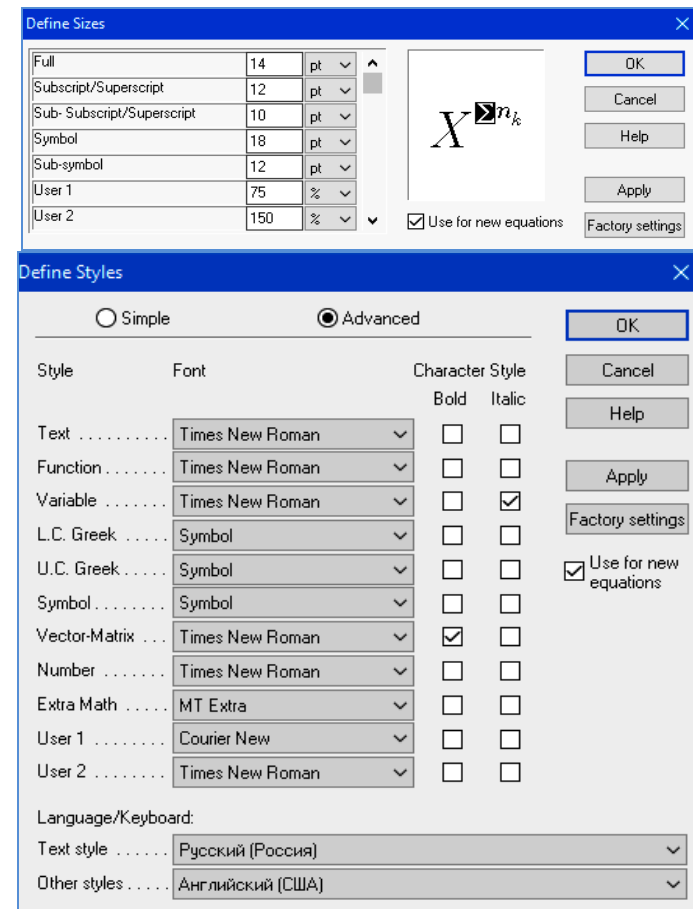 Define Sizes
Full 14 pt
Subscript/Superscript 12 pt
Sub- Subscript/Superscript 10 pt
Symbol 18 pt
Sub-symbol 12 pt
User 1 75 %
User 2 150 %
X Σ n k
Use for new equations
OK
Cancel
Help
Apply
Factory settings
Define Styles
Simple Advanced
Style Font Character Style
Bold Italic
Text .......... Times New Roman
Function ....... Times New Roman
Variable ....... Times New Roman
L.C. Greek ..... Symbol
U.C. Greek ..... Symbol
Symbol ........ Symbol
Vector-Matrix ... Times New Roman
Number ....... Times New Roman
Extra Math ..... MT Extra
User 1 ........ Courier New
User 2 ........ Times New Roman
OK
Cancel
Help
Apply
Factory settings
Use for new
equations
Language/Keyboard:
Text style ...... Русский (Россия)
Other styles ..... Английский (США)